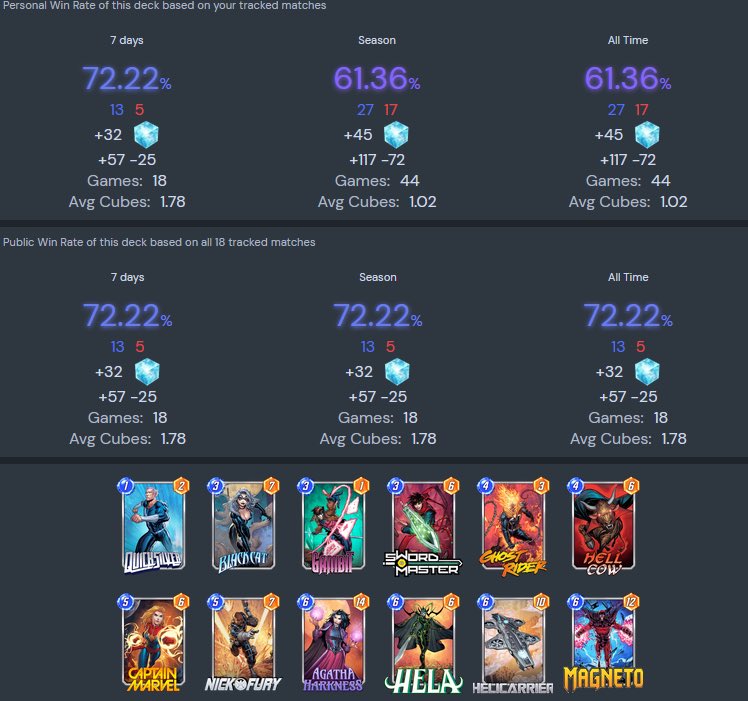 Personal Win Rate of this deck based on your tracked matches
7 days Season All Time
72.22% 61.36% 61.36%
13 5 27 17 27 17
+32 +45 +45
+57 -25 +117 -72 +117 -72
Games: 18 Games: 44 Games: 44
Avg Cubes: 1.78 Avg Cubes: 1.02 Avg Cubes: 1.02
Public Win Rate of this deck based on all 18 tracked matches
7 days Season All Time
72.22% 72.22% 72.22%
13 5 13 5 13 5
+32 +32 +32
+57 -25 +57 -25 +57 -25
Games: 18 Games: 18 Games: 18
Avg Cubes: 1.78 Avg Cubes: 1.78 Avg Cubes: 1.78
1 2 3 7 3 1 3 6 4 3 4 6
QUICKSILVER BLACK CAT GAMBIT SWORD MASTER GHOST RIDER HELL COW
5 6 5 7 6 14 6 6 6 10 6 12
CAPTAIN MARVEL NICK FURY AGATHA HARKNESS HELA HELICARRIER MAGNETO